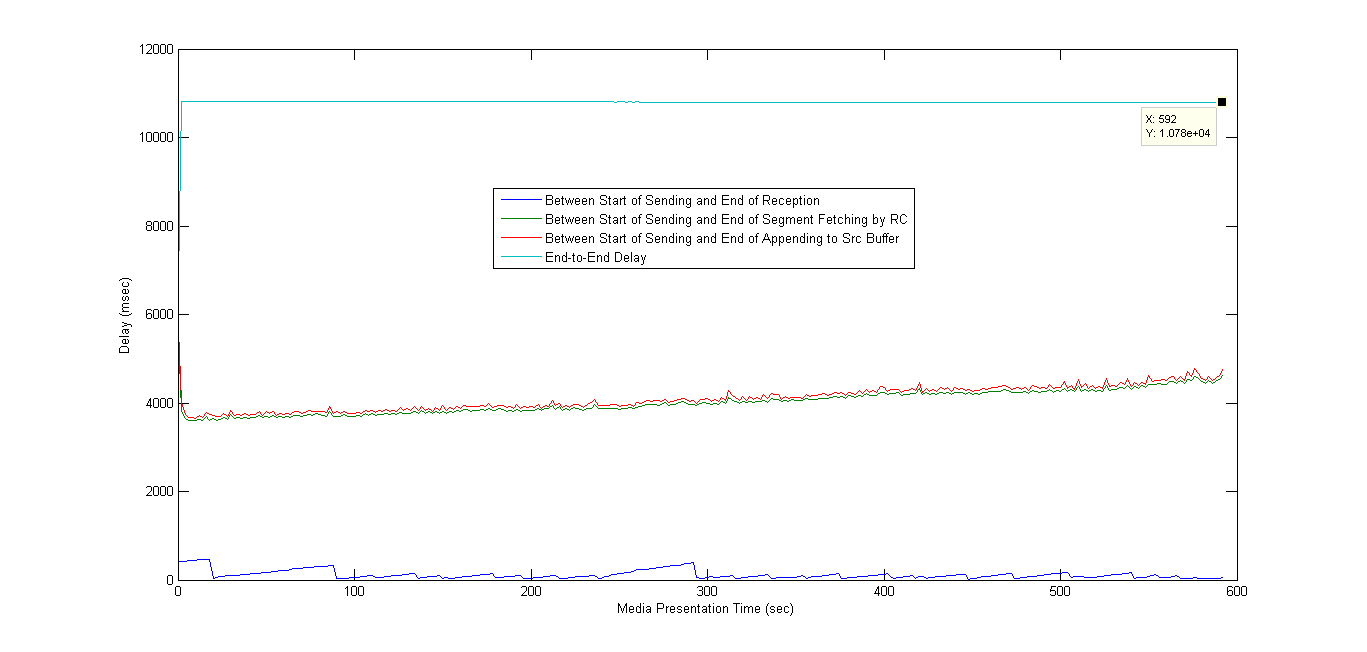 12000
10000
8000
6000
4000
2000
0
Delay (msec)
X: 592
Y: 1.078e+04
Between Start of Sending and End of Reception
Between Start of Sending and End of Segment Fetching by RC
Between Start of Sending and End of Appending to Src Buffer
End-to-End Delay
0 100 200 300 400 500 600
Media Presentation Time (sec)